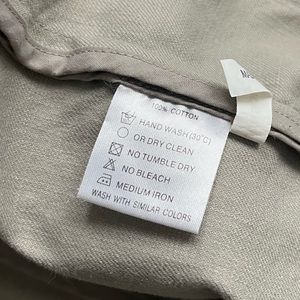 100% COTTON
HAND WASH (30°C)
OR DRY CLEAN
NO TUMBLE DRY
NO BLEACH
MEDIUM IRON
WASH WITH SIMILAR COLORS